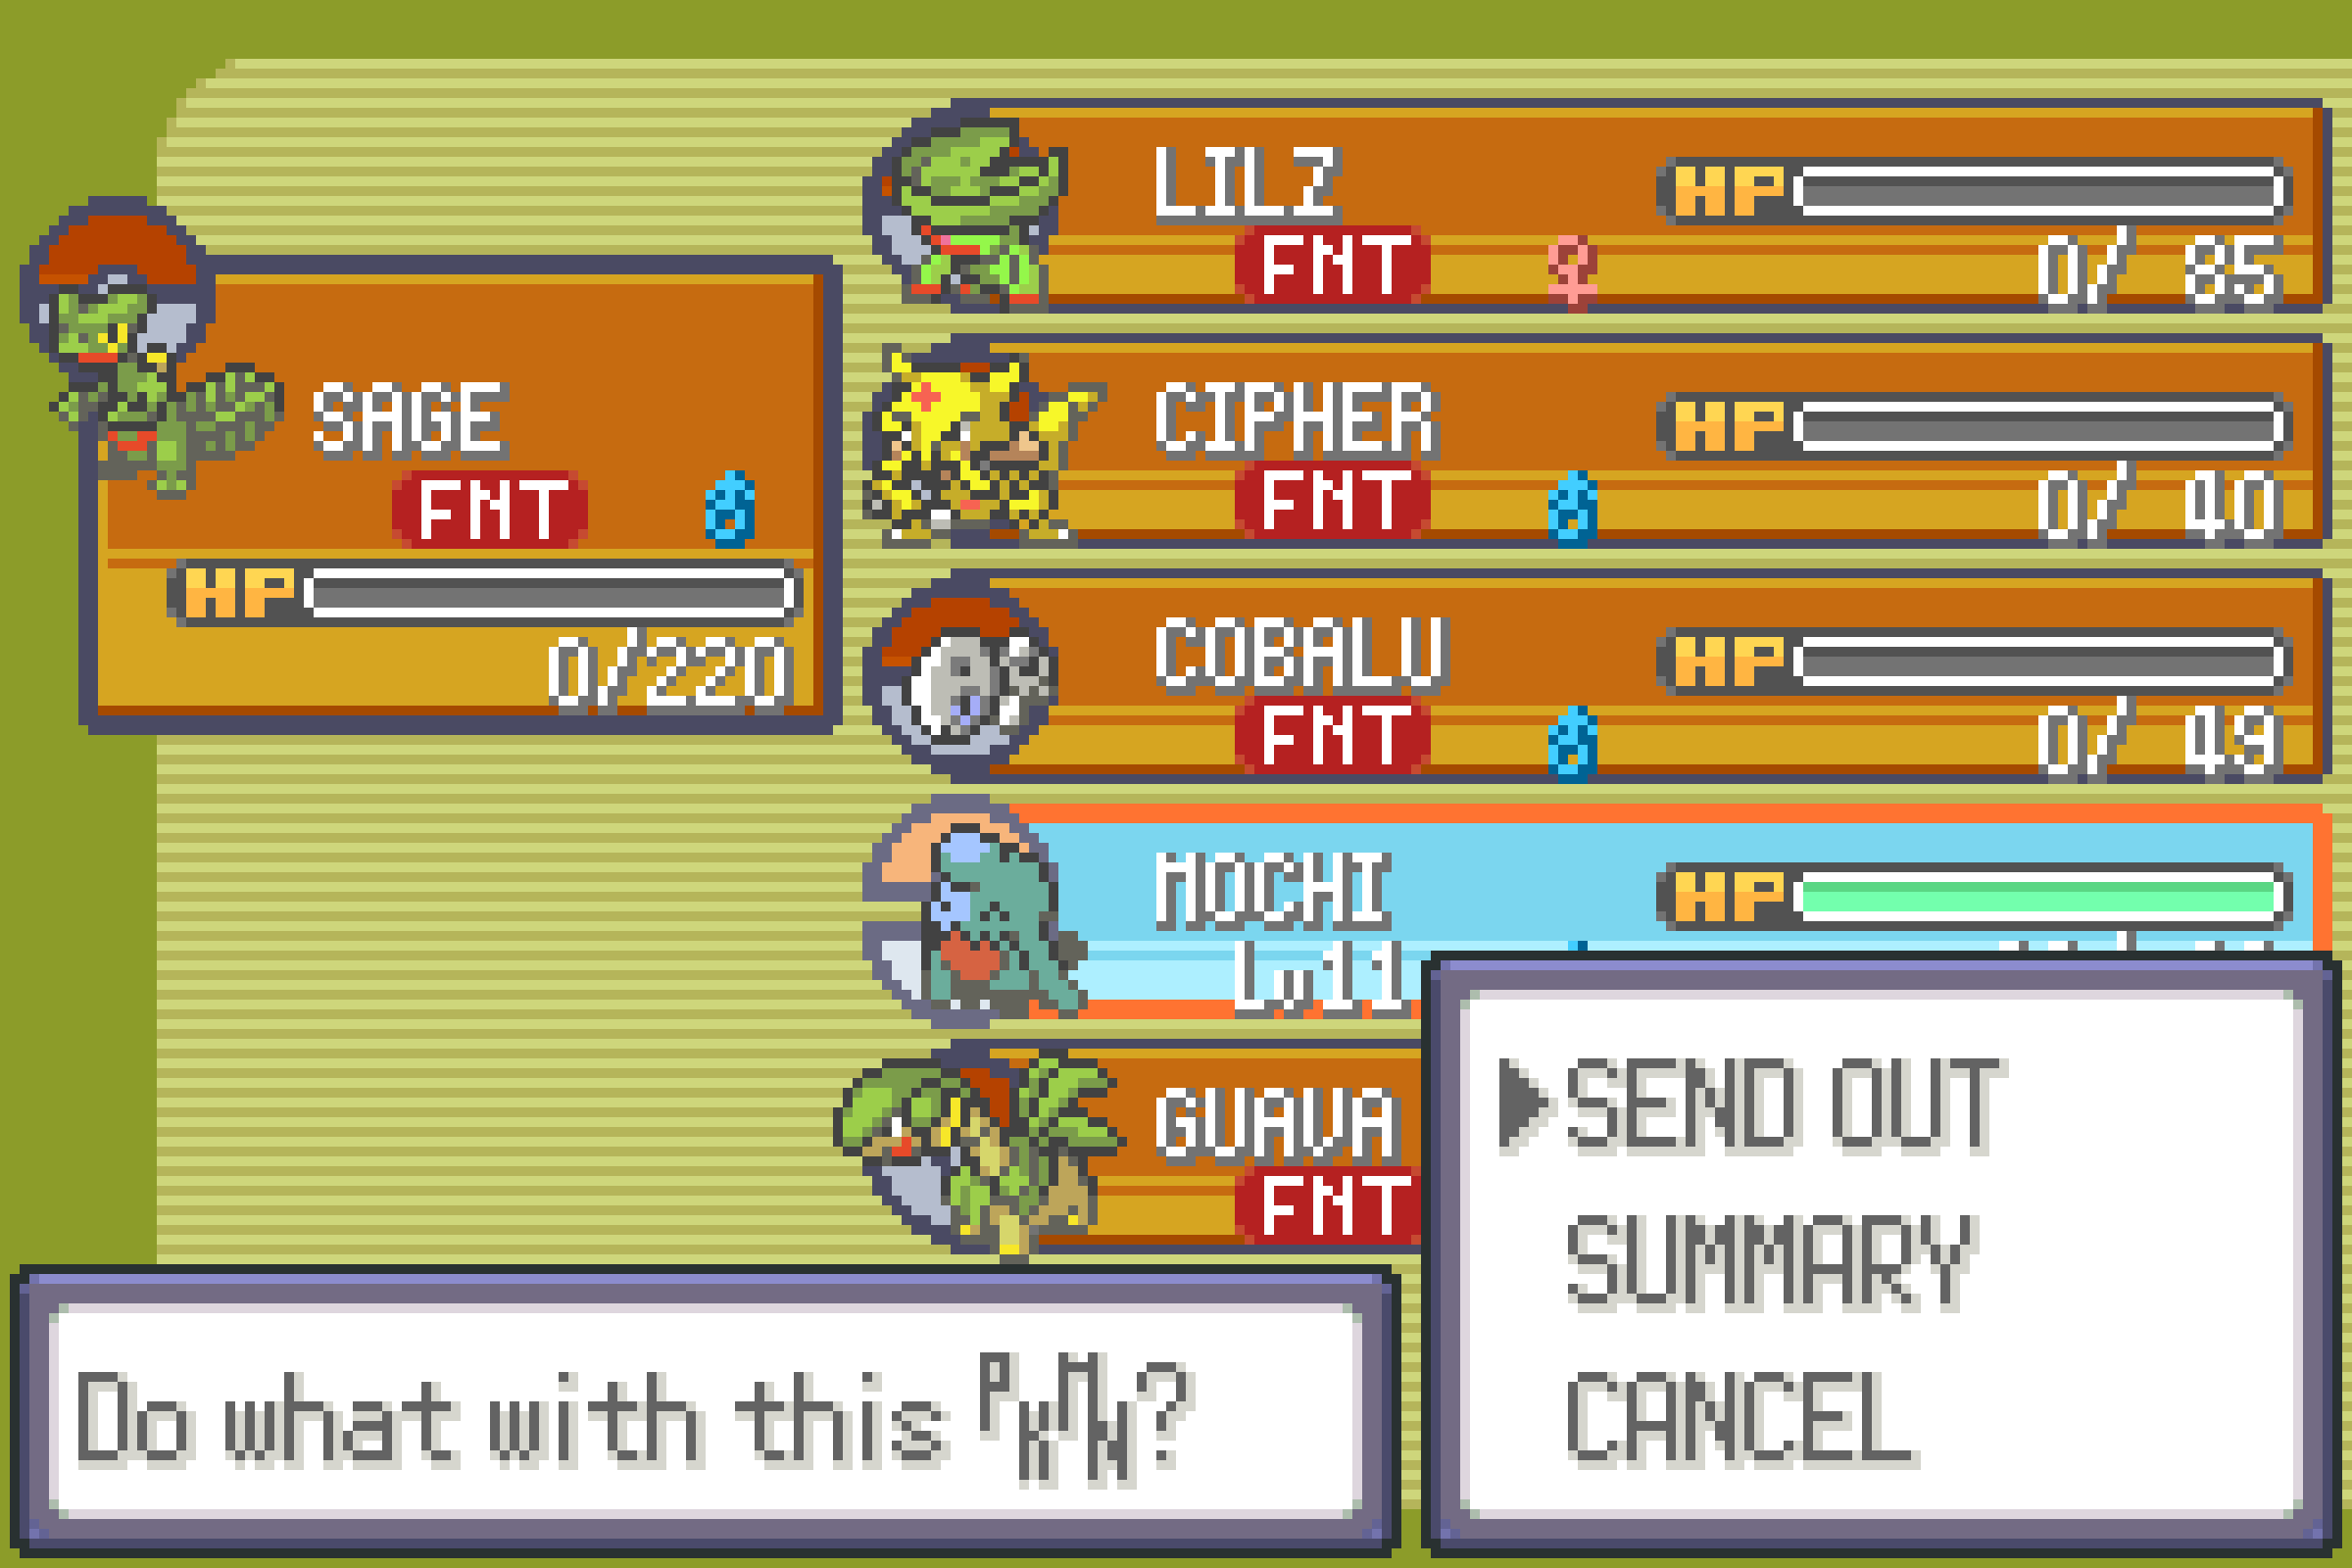 SAGE
FNT ♂
HP
0/220
LILZ
HP
FNT ♀
0/ 85
CIPHER
HP
FNT ♂
0/ 40
COBALU
HP
FNT ♂
0/ 49
MOCHI
HP
Lv11
GUAVA
FNT
Do what with this PKMN?
SEND OUT
SUMMARY
CANCEL